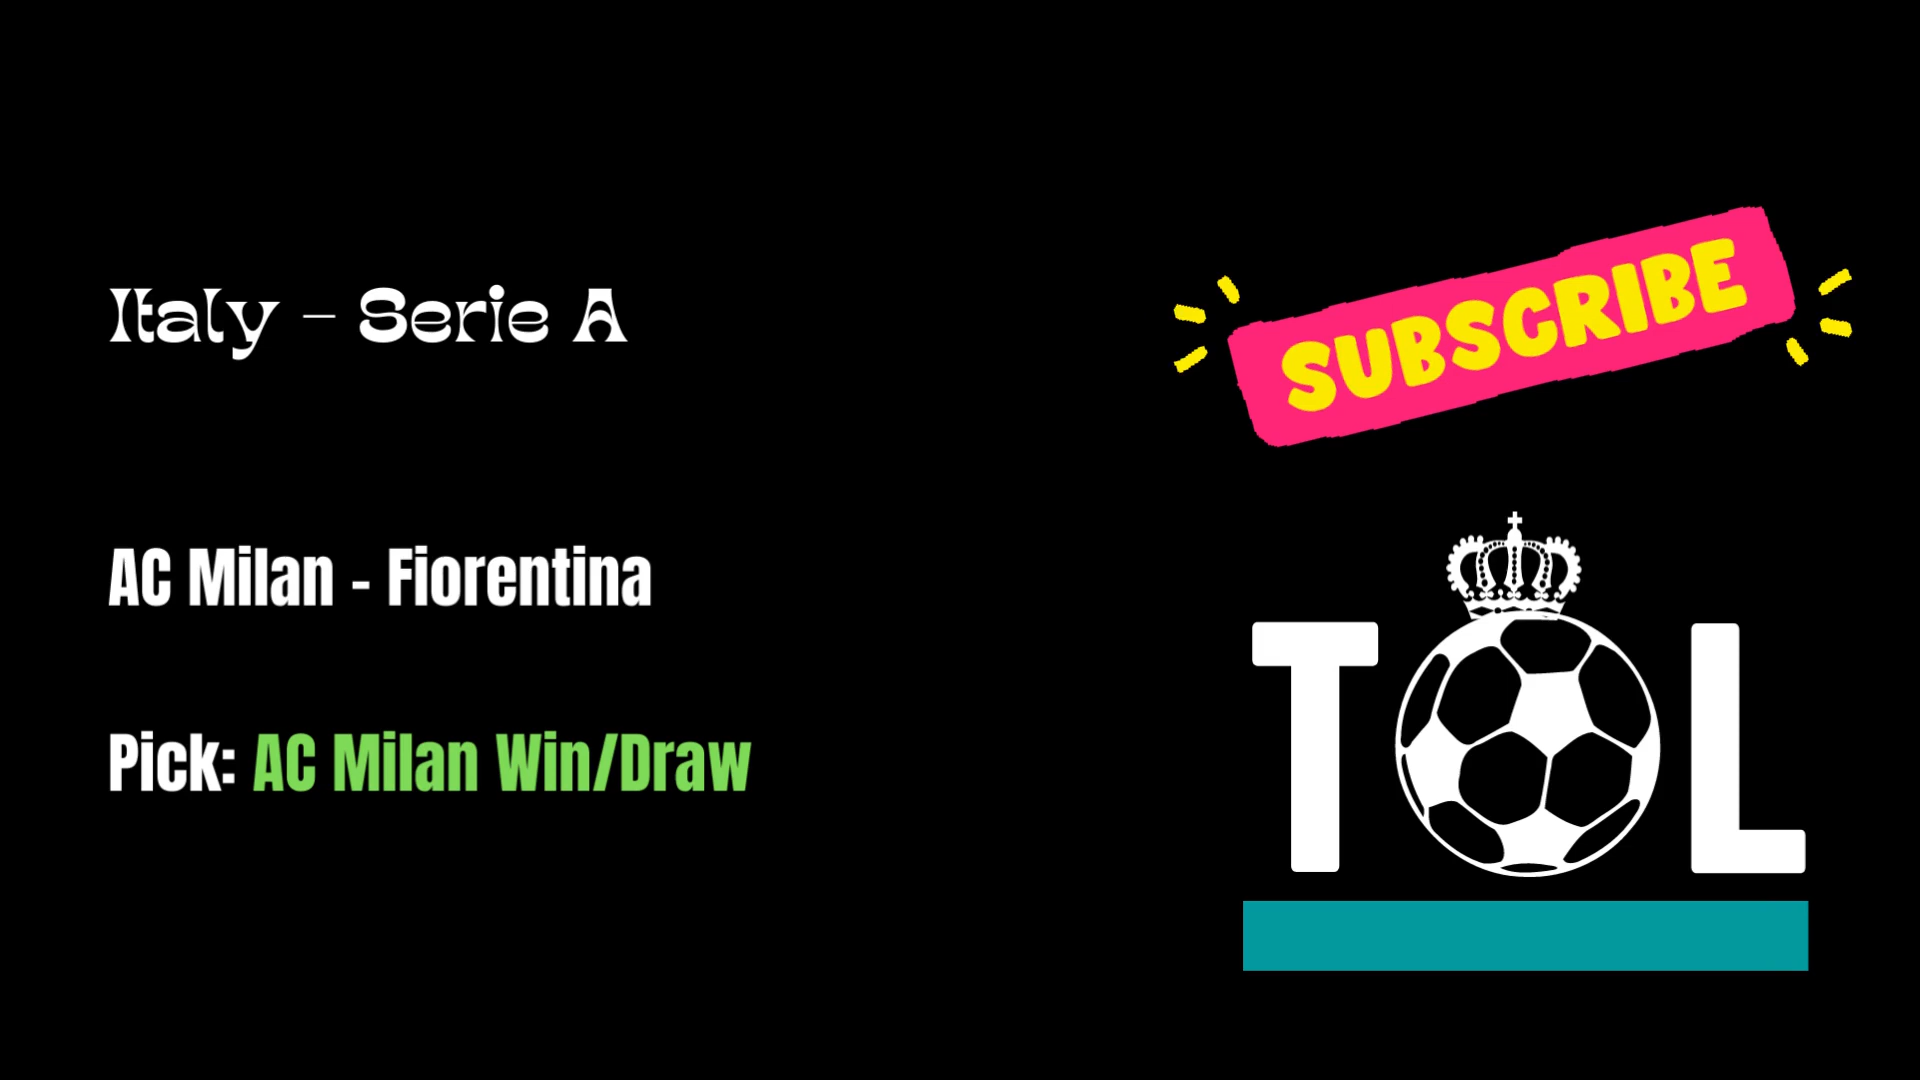 Italy - Serie A
AC Milan - Fiorentina
Pick: AC Milan Win/Draw
SUBSCRIBE
TOL